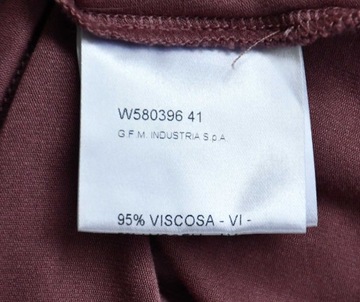 W580396 41
G.F.M. INDUSTRIA S.p.A.
95% VISCOSA - VI -